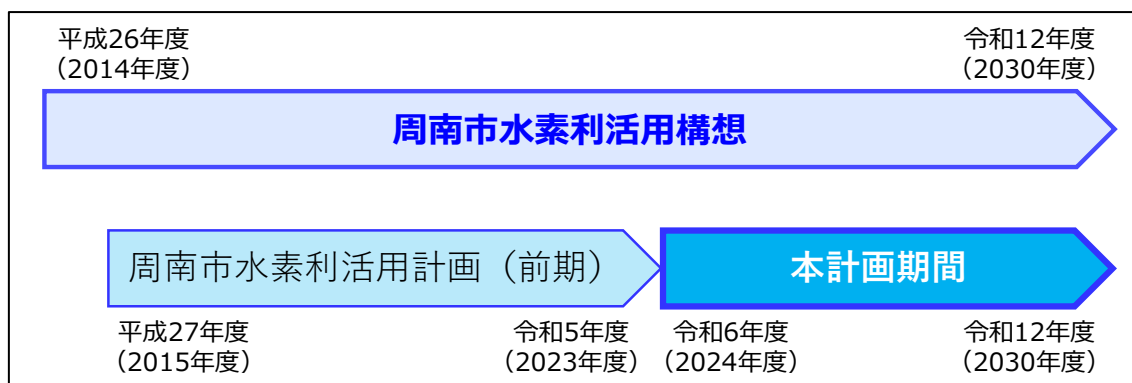 平成26年度
（2014年度）
令和12年度
（2030年度）
周南市水素利活用構想
周南市水素利活用計画（前期）
本計画期間
平成27年度
（2015年度）
令和5年度
（2023年度）
令和6年度
（2024年度）
令和12年度
（2030年度）